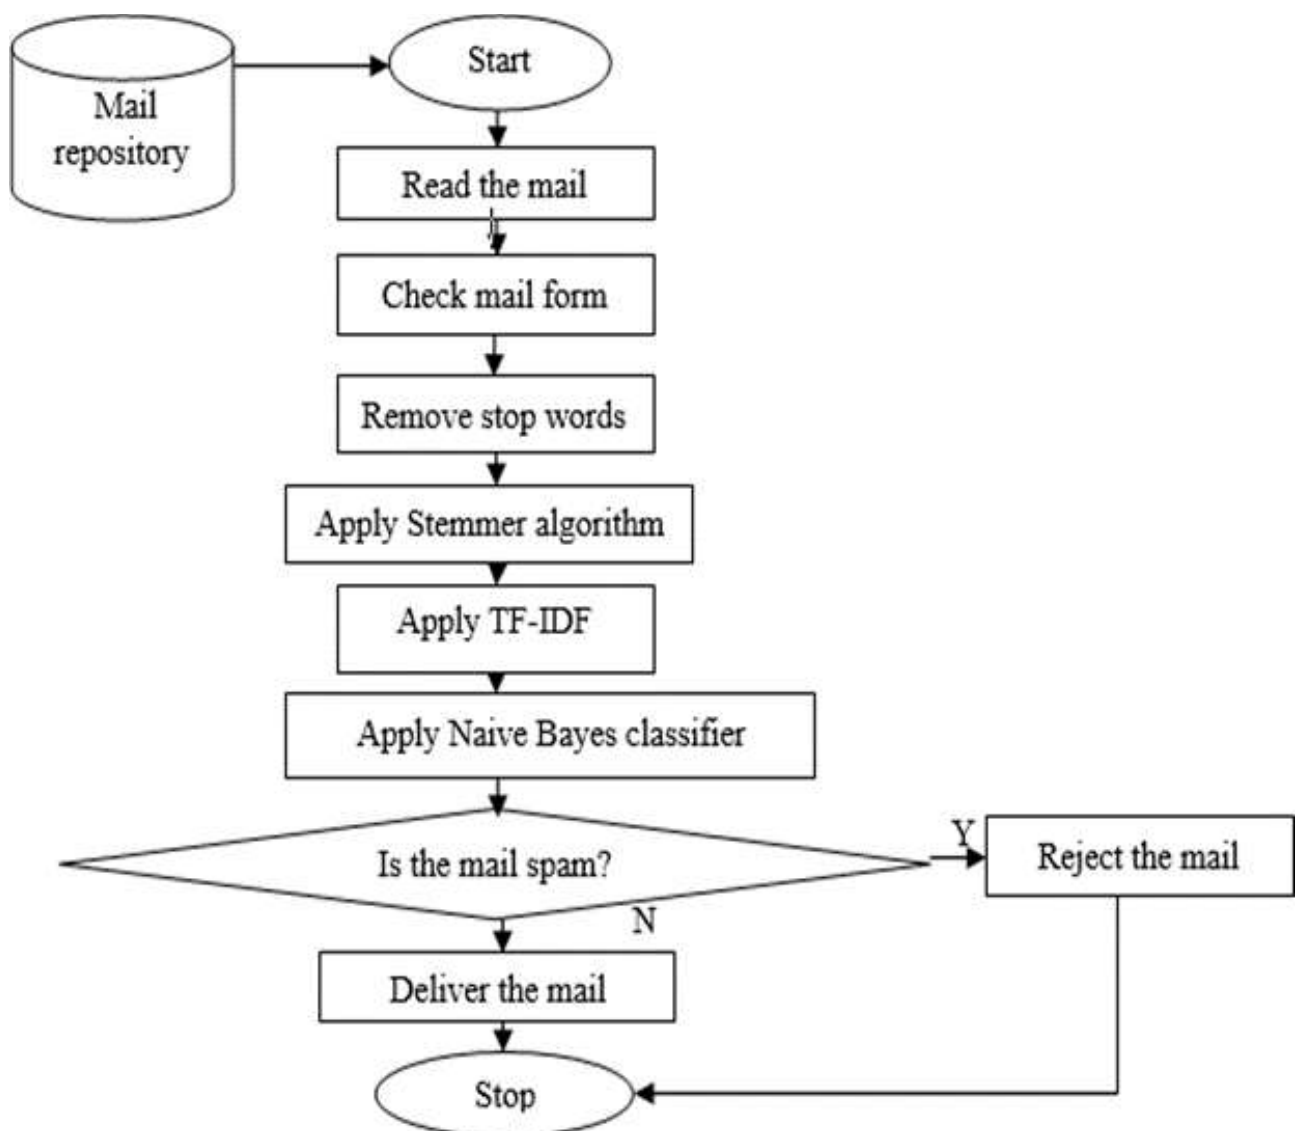 Start
Mail
repository
Read the mail
Check mail form
Remove stop words
Apply Stemmer algorithm
Apply TF-IDF
Apply Naive Bayes classifier
Is the mail spam?
Y
Reject the mail
N
Deliver the mail
Stop